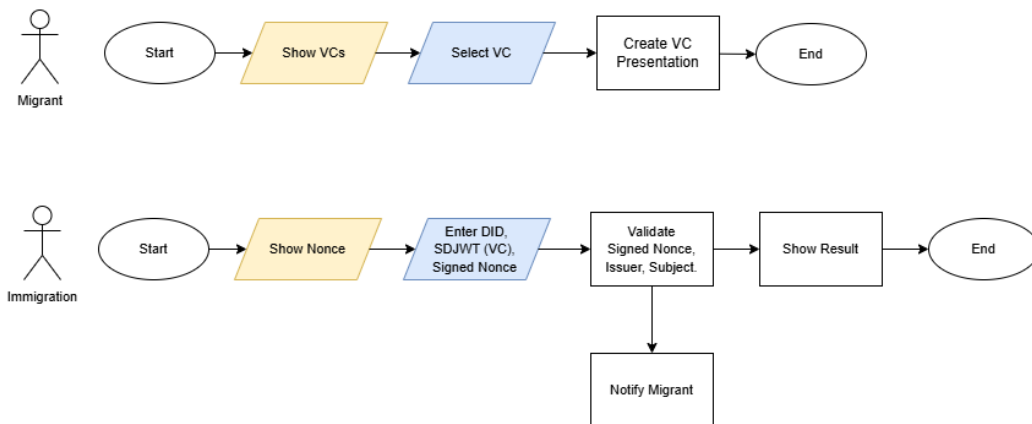 Start
Show VCs
Select VC
Create VC
Presentation
End
Migrant
Start
Show Nonce
Enter DID,
SDJWT (VC),
Signed Nonce
Validate
Signed Nonce,
Issuer, Subject.
Show Result
End
Immigration
Notify Migrant